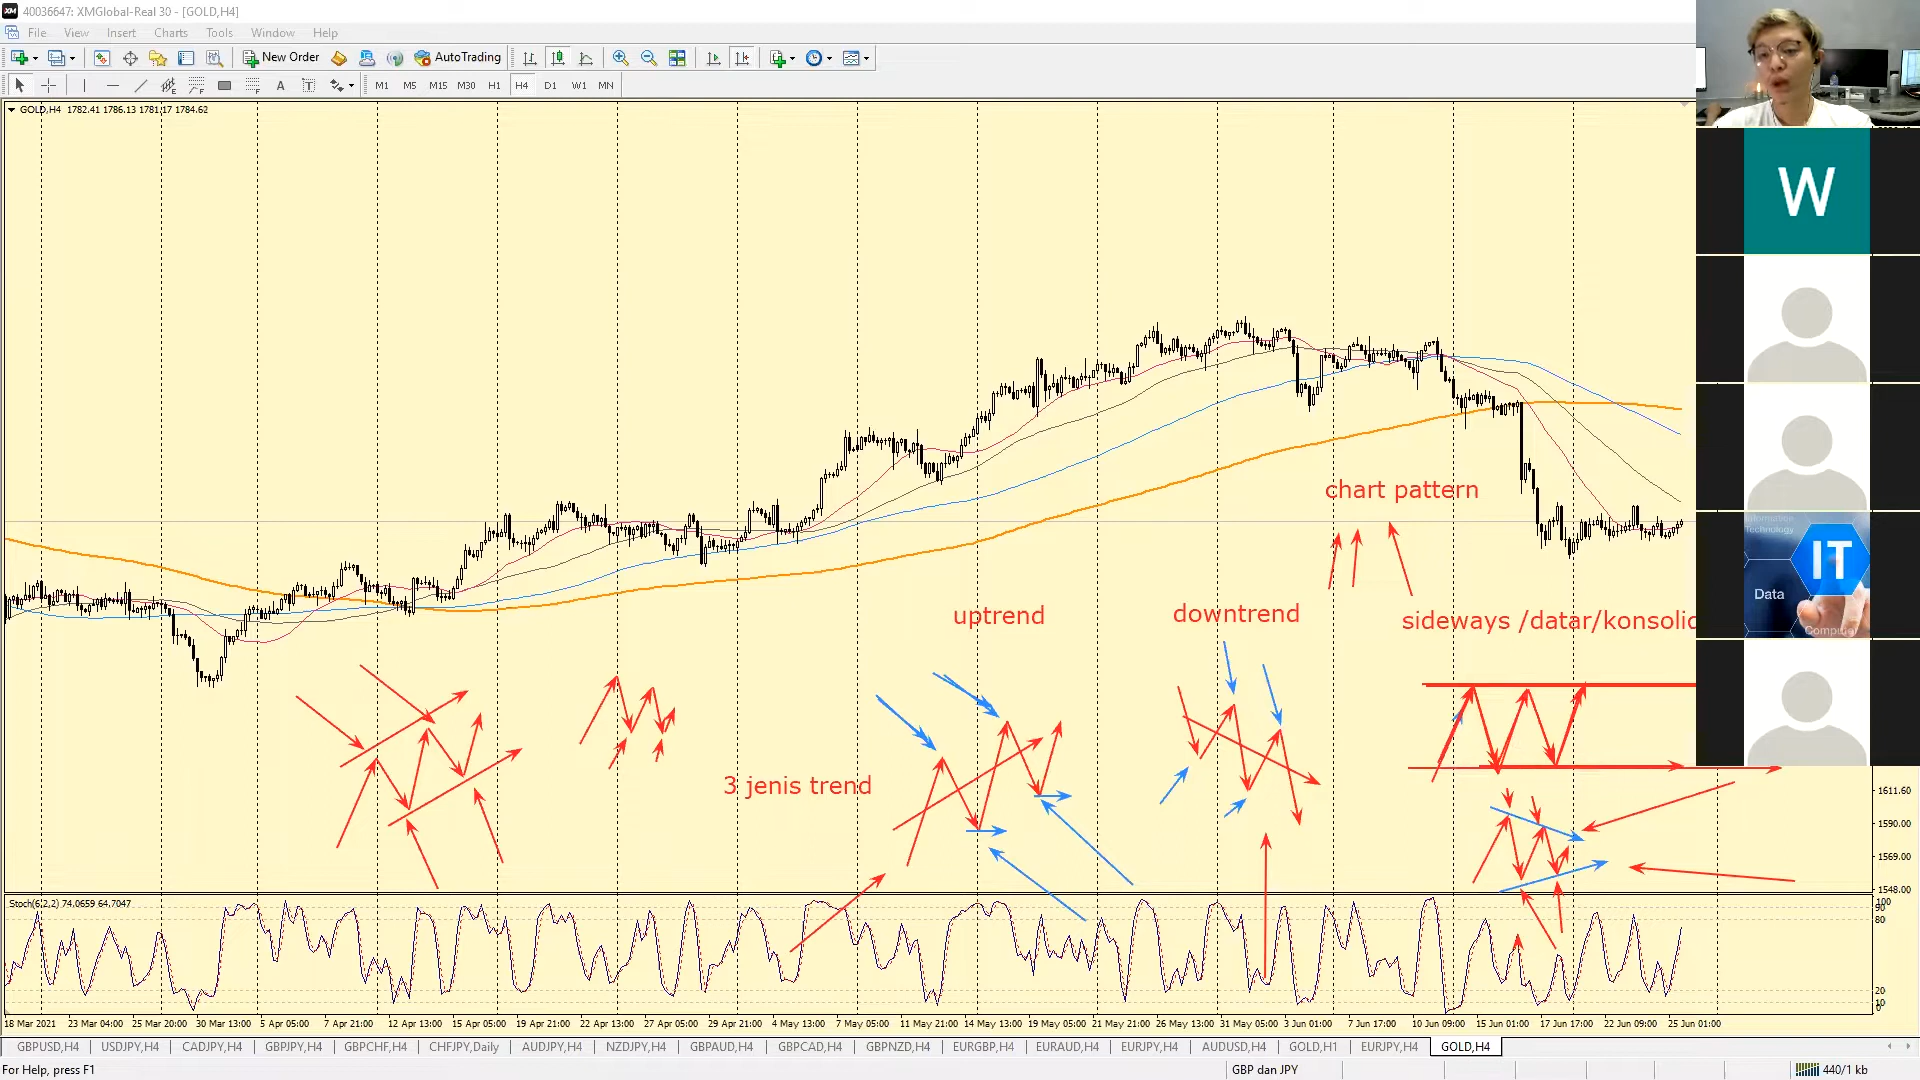 40036647: XMGlobal-Real 30 - [GOLD,H4]
File View Insert Charts Tools Window Help
New Order AutoTrading
A T M1 M5 M15 M30 H1 H4 D1 W1 MN
GOLD,H4 1782.41 1786.13 1781.17 1784.62
W
chart pattern
uptrend
downtrend
sideways /datar/konsolid
3 jenis trend
IT
Data
Information
Technology
Computer
1611.60
1590.00
1569.00
1548.00
Stoch(6,2,2) 74.0659 64.7047
100
90
80
20
10
0
18 Mar 2021 23 Mar 04:00 25 Mar 20:00 30 Mar 13:00 5 Apr 05:00 7 Apr 21:00 12 Apr 13:00 15 Apr 05:00 19 Apr 21:00 22 Apr 13:00 27 Apr 05:00 29 Apr 21:00 4 May 13:00 7 May 05:00 11 May 21:00 14 May 13:00 19 May 05:00 21 May 21:00 26 May 13:00 31 May 05:00 3 Jun 01:00 7 Jun 17:00 10 Jun 09:00 15 Jun 01:00 17 Jun 17:00 22 Jun 09:00 25 Jun 01:00
GBPUSD,H4 USDJPY,H4 CADJPY,H4 GBPJPY,H4 GBPCHF,H4 CHFJPY,Daily AUDJPY,H4 NZDJPY,H4 GBPAUD,H4 GBPCAD,H4 GBPNZD,H4 EURGBP,H4 EURAUD,H4 EURJPY,H4 AUDUSD,H4 GOLD,H1 EURJPY,H4 GOLD,H4
For Help, press F1 GBP dan JPY 440/1 kb